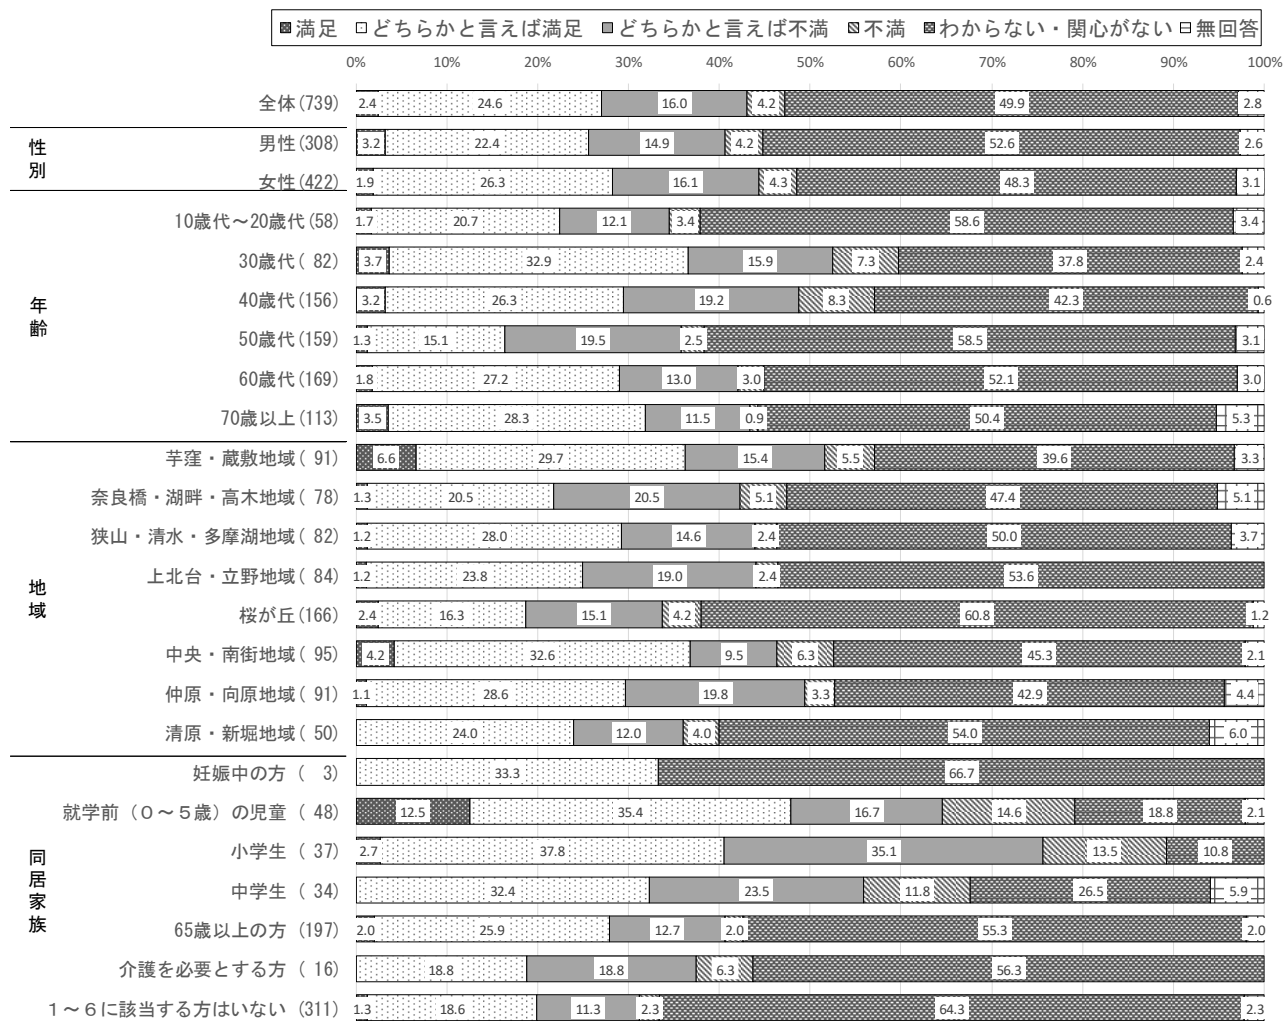 満足 どちらかと言えば満足 どちらかと言えば不満 不満 わからない・関心がない 無回答
0% 10% 20% 30% 40% 50% 60% 70% 80% 90% 100%
全体(739) 2.4 24.6 16.0 4.2 49.9 2.8
性別
男性(308) 3.2 22.4 14.9 4.2 52.6 2.6
女性(422) 1.9 26.3 16.1 4.3 48.3 3.1
年齢
10歳代～20歳代(58) 1.7 20.7 12.1 3.4 58.6 3.4
30歳代( 82) 3.7 32.9 15.9 7.3 37.8 2.4
40歳代(156) 3.2 26.3 19.2 8.3 42.3 0.6
50歳代(159) 1.3 15.1 19.5 2.5 58.5 3.1
60歳代(169) 1.8 27.2 13.0 3.0 52.1 3.0
70歳以上(113) 3.5 28.3 11.5 0.9 50.4 5.3
地域
芋窪・蔵敷地域( 91) 6.6 29.7 15.4 5.5 39.6 3.3
奈良橋・湖畔・高木地域( 78) 1.3 20.5 20.5 5.1 47.4 5.1
狭山・清水・多摩湖地域( 82) 1.2 28.0 14.6 2.4 50.0 3.7
上北台・立野地域( 84) 1.2 23.8 19.0 2.4 53.6
桜が丘(166) 2.4 16.3 15.1 4.2 60.8 1.2
中央・南街地域( 95) 4.2 32.6 9.5 6.3 45.3 2.1
仲原・向原地域( 91) 1.1 28.6 19.8 3.3 42.9 4.4
清原・新堀地域( 50) 24.0 12.0 4.0 54.0 6.0
同居家族
妊娠中の方 ( 3) 33.3 66.7
就学前（０～５歳）の児童 ( 48) 12.5 35.4 16.7 14.6 18.8 2.1
小学生 ( 37) 2.7 37.8 35.1 13.5 10.8
中学生 ( 34) 32.4 23.5 11.8 26.5 5.9
65歳以上の方 (197) 2.0 25.9 12.7 2.0 55.3 2.0
介護を必要とする方 ( 16) 18.8 18.8 6.3 56.3
１～６に該当する方はいない (311) 1.3 18.6 11.3 2.3 64.3 2.3